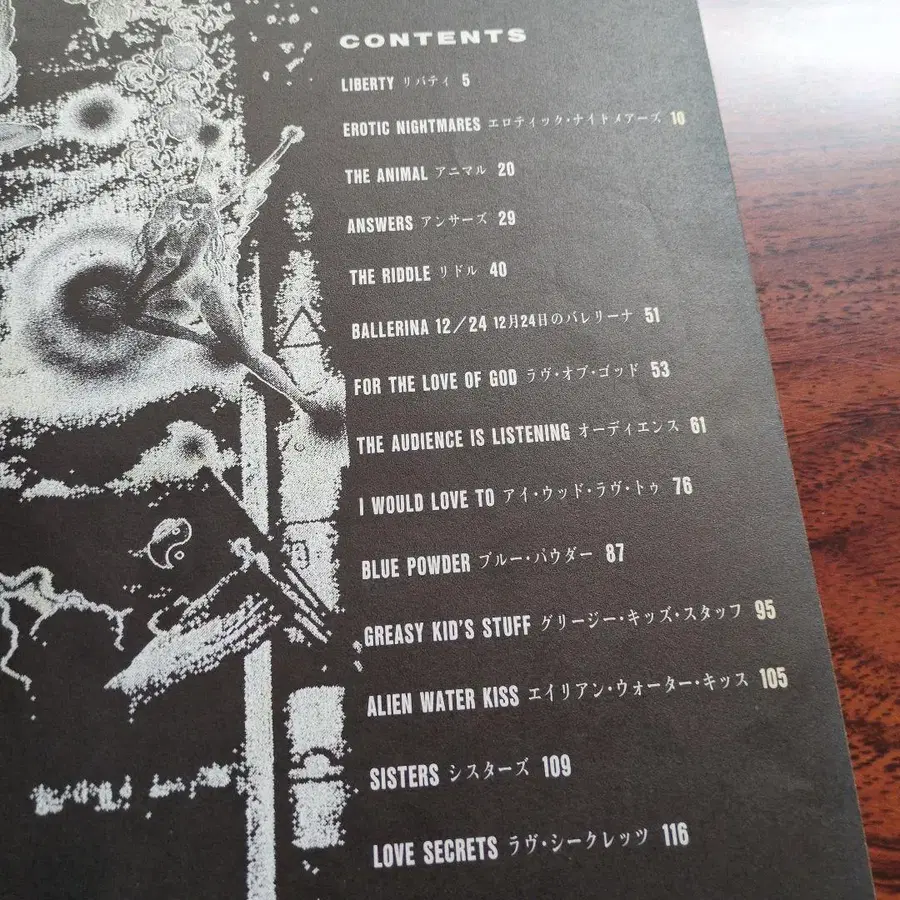 CONTENTS
LIBERTY リバティ 5
EROTIC NIGHTMARES エロティック・ナイトメアーズ 10
THE ANIMAL アニマル 20
ANSWERS アンサーズ 29
THE RIDDLE リドル 40
BALLERINA 12/24 12月24日のバレリーナ 51
FOR THE LOVE OF GOD ラヴ・オブ・ゴッド 53
THE AUDIENCE IS LISTENING オーディエンス 61
I WOULD LOVE TO アイ・ウッド・ラヴ・トゥ 76
BLUE POWDER ブルー・パウダー 87
GREASY KID'S STUFF グリージー・キッズ・スタッフ 95
ALIEN WATER KISS エイリアン・ウォーター・キッス 105
SISTERS シスターズ 109
LOVE SECRETS ラヴ・シークレッツ 116